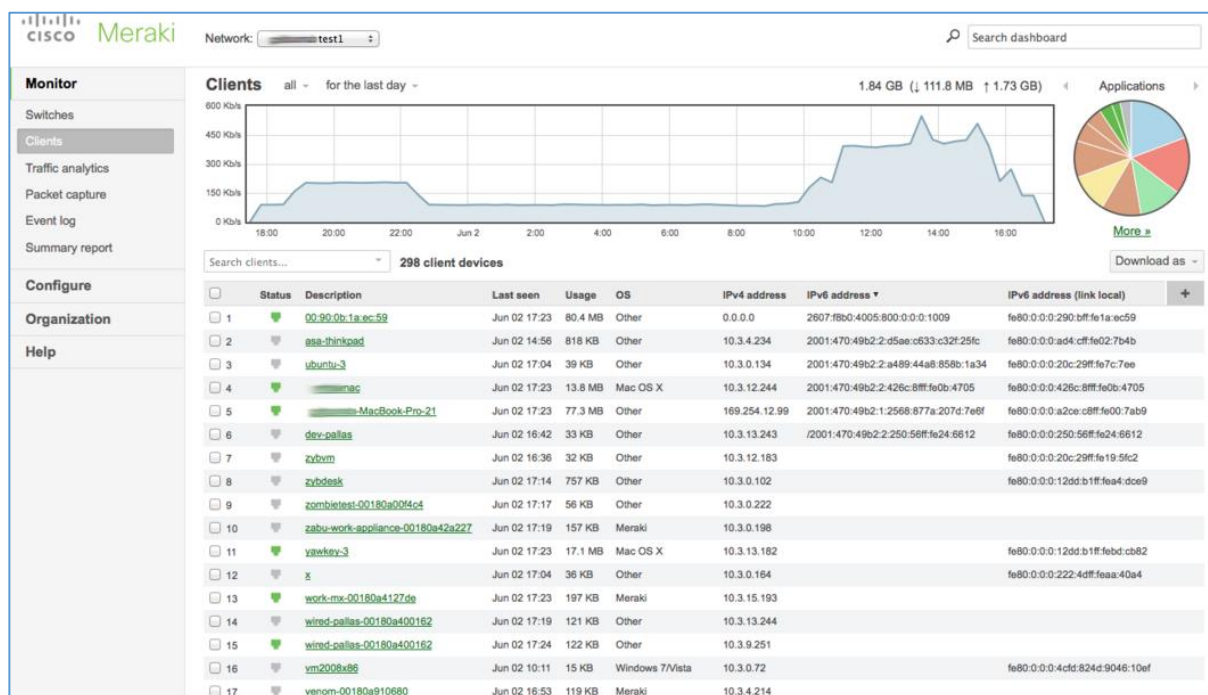 CISCO Meraki
Network: test1
Search dashboard
Monitor
Switches
Clients
Traffic analytics
Packet capture
Event log
Summary report
Configure
Organization
Help
Clients all for the last day 1.84 GB (↓ 111.8 MB ↑ 1.73 GB) Applications
600 Kb/s
450 Kb/s
300 Kb/s
150 Kb/s
0 Kb/s
18:00 20:00 22:00 Jun 2 2:00 4:00 6:00 8:00 10:00 12:00 14:00 16:00
More »
Search clients... 298 client devices Download as
Status Description Last seen Usage OS IPv4 address IPv6 address ▼ IPv6 address (link local) +
1 00:90:0b:1a:ec:59 Jun 02 17:23 80.4 MB Other 0.0.0.0 2607:f8b0:4005:800:0:0:0:1009 fe80:0:0:0:290:bff:fe1a:ec59
2 asa-thinkpad Jun 02 14:56 818 KB Other 10.3.4.234 2001:470:49b2:2:d5ae:c633:c32f:25fc fe80:0:0:0:ad4:cff:fe02:7b4b
3 ubuntu-3 Jun 02 17:04 39 KB Other 10.3.0.134 2001:470:49b2:2:a489:44a8:858b:1a34 fe80:0:0:0:20c:29ff:fe7c:7ee
4 mac Jun 02 17:23 13.8 MB Mac OS X 10.3.12.244 2001:470:49b2:2:426c:8fff:fe0b:4705 fe80:0:0:0:426c:8fff:fe0b:4705
5 -MacBook-Pro-21 Jun 02 17:23 77.3 MB Other 169.254.12.99 2001:470:49b2:1:2568:877a:207d:7e6f fe80:0:0:0:a2ce:c8ff:fe00:7ab9
6 dev-pallas Jun 02 16:42 33 KB Other 10.3.13.243 /2001:470:49b2:2:250:56ff:fe24:6612 fe80:0:0:0:250:56ff:fe24:6612
7 zybvm Jun 02 16:36 32 KB Other 10.3.12.183 fe80:0:0:0:20c:29ff:fe19:5fc2
8 zybdesk Jun 02 17:14 757 KB Other 10.3.0.102 fe80:0:0:0:12dd:b1ff:fea4:dce9
9 zombietest-00180a00f4c4 Jun 02 17:17 56 KB Other 10.3.0.222
10 zabu-work-appliance-00180a42a227 Jun 02 17:19 157 KB Meraki 10.3.0.198
11 yawkey-3 Jun 02 17:23 17.1 MB Mac OS X 10.3.13.182 fe80:0:0:0:12dd:b1ff:febd:cb82
12 x Jun 02 17:04 36 KB Other 10.3.0.164 fe80:0:0:0:222:4dff:feaa:40a4
13 work-mx-00180a4127de Jun 02 17:23 197 KB Meraki 10.3.15.193
14 wired-pallas-00180a400162 Jun 02 17:19 121 KB Other 10.3.13.244
15 wired-pallas-00180a400162 Jun 02 17:24 122 KB Other 10.3.9.251
16 vm2008x86 Jun 02 10:11 15 KB Windows 7/Vista 10.3.0.72 fe80:0:0:0:4cfd:824d:9046:10ef
17 venom-00180a910680 Jun 02 16:53 119 KB Meraki 10.3.4.214